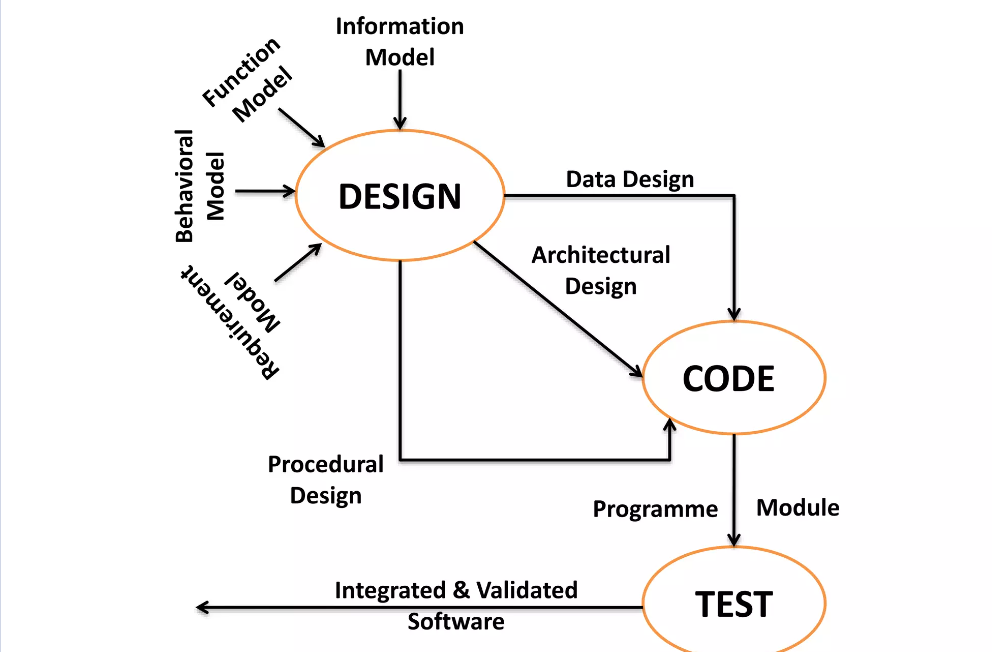 Information
Model
Function
Model
Behavioral
Model
Requirement
Model
DESIGN
Data Design
Architectural
Design
CODE
Procedural
Design
Programme
Module
Integrated & Validated
Software
TEST